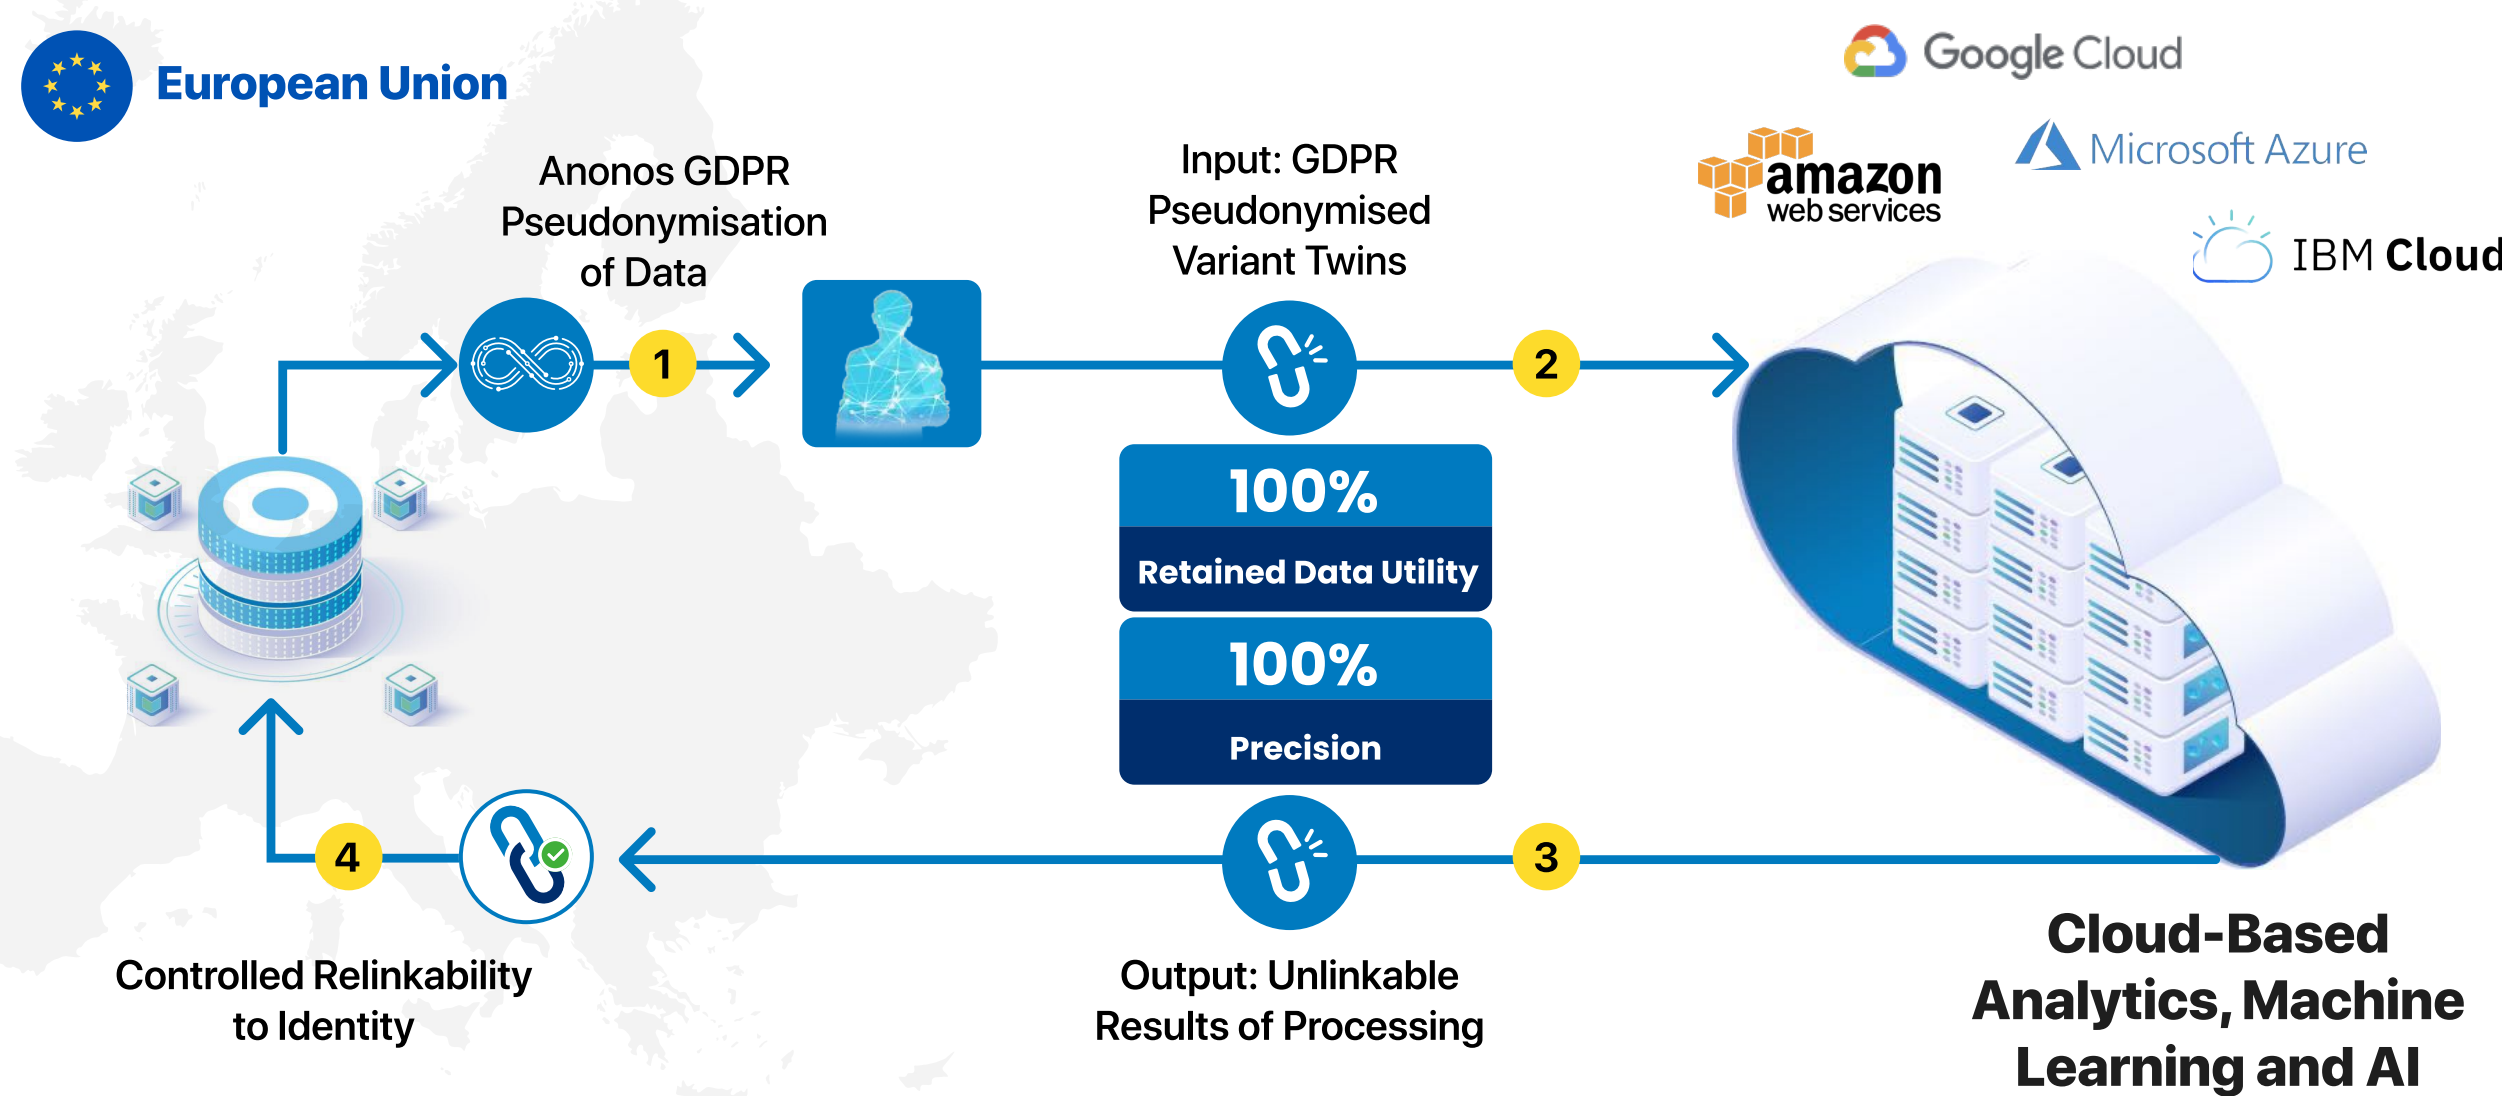 European Union
Anonos GDPR
Pseudonymisation
of Data
1
Input: GDPR
Pseudonymised
Variant Twins
2
Google Cloud
Microsoft Azure
amazon
web services
IBM Cloud
100%
Retained Data Utility
100%
Precision
3
4
Controlled Relinkability
to Identity
Output: Unlinkable
Results of Processing
Cloud-Based
Analytics, Machine
Learning and AI